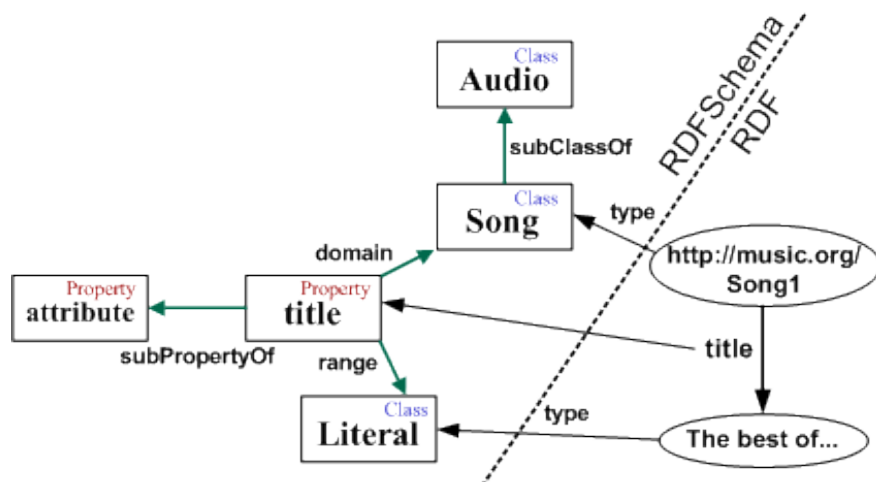 Class
Audio
RDFSchema
RDF
subClassOf
Class
Song
type
http://music.org/
Song1
domain
Property
attribute
Property
title
subPropertyOf
range
title
Class
Literal
type
The best of...